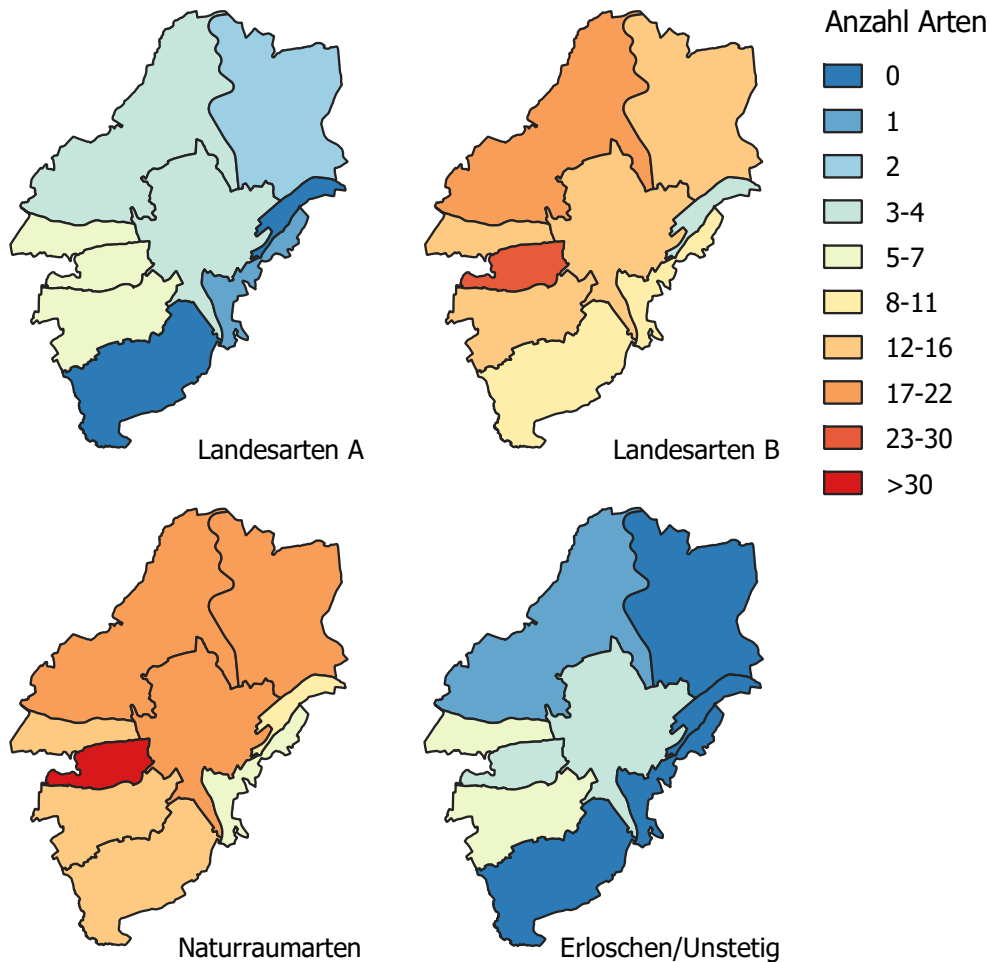 Anzahl Arten
0
1
2
3-4
5-7
8-11
12-16
17-22
23-30
>30
Landesarten A
Landesarten B
Naturraumarten
Erloschen/Unstetig